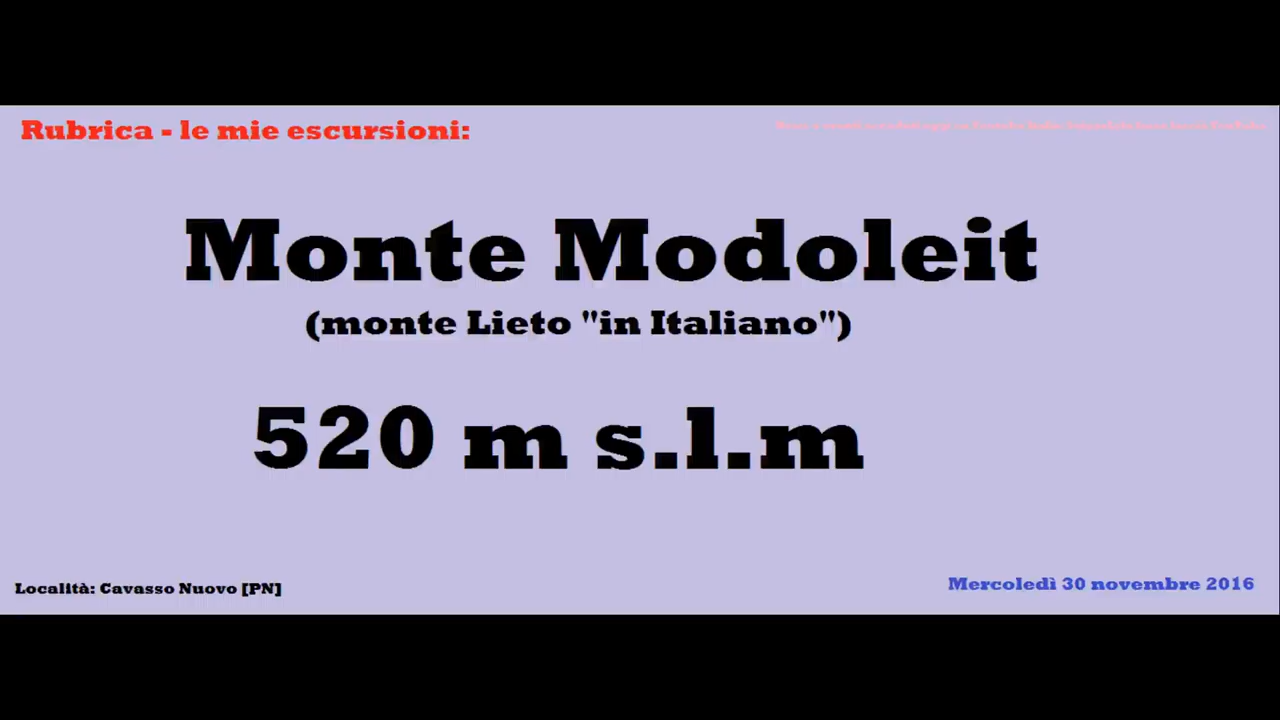 Rubrica - le mie escursioni:
Monte Modoleit
(monte Lieto "in Italiano")
520 m s.l.m
Località: Cavasso Nuovo [PN]
Mercoledì 30 novembre 2016